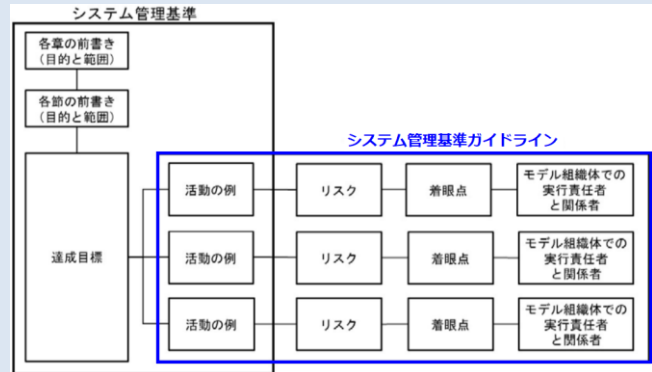 システム管理基準
各章の前書き
(目的と範囲)
各節の前書き
(目的と範囲)
システム管理基準ガイドライン
達成目標
活動の例
リスク
着眼点
モデル組織体での
実行責任者
と関係者
活動の例
リスク
着眼点
モデル組織体での
実行責任者
と関係者
活動の例
リスク
着眼点
モデル組織体での
実行責任者
と関係者